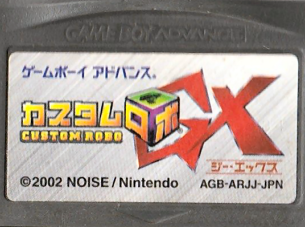 GAME BOY ADVANCE
ゲームボーイ アドバンス®
カスタムロボ GX
CUSTOM ROBO
ジー・エックス
©2002 NOISE/Nintendo AGB-ARJJ-JPN